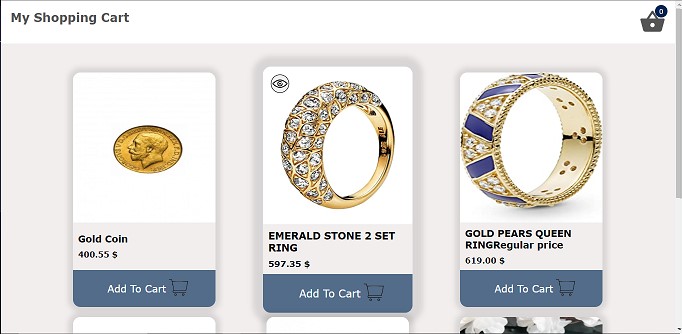 My Shopping Cart
0
Gold Coin
400.55 $
Add To Cart
EMERALD STONE 2 SET
RING
597.35 $
Add To Cart
GOLD PEARS QUEEN
RINGRegular price
619.00 $
Add To Cart